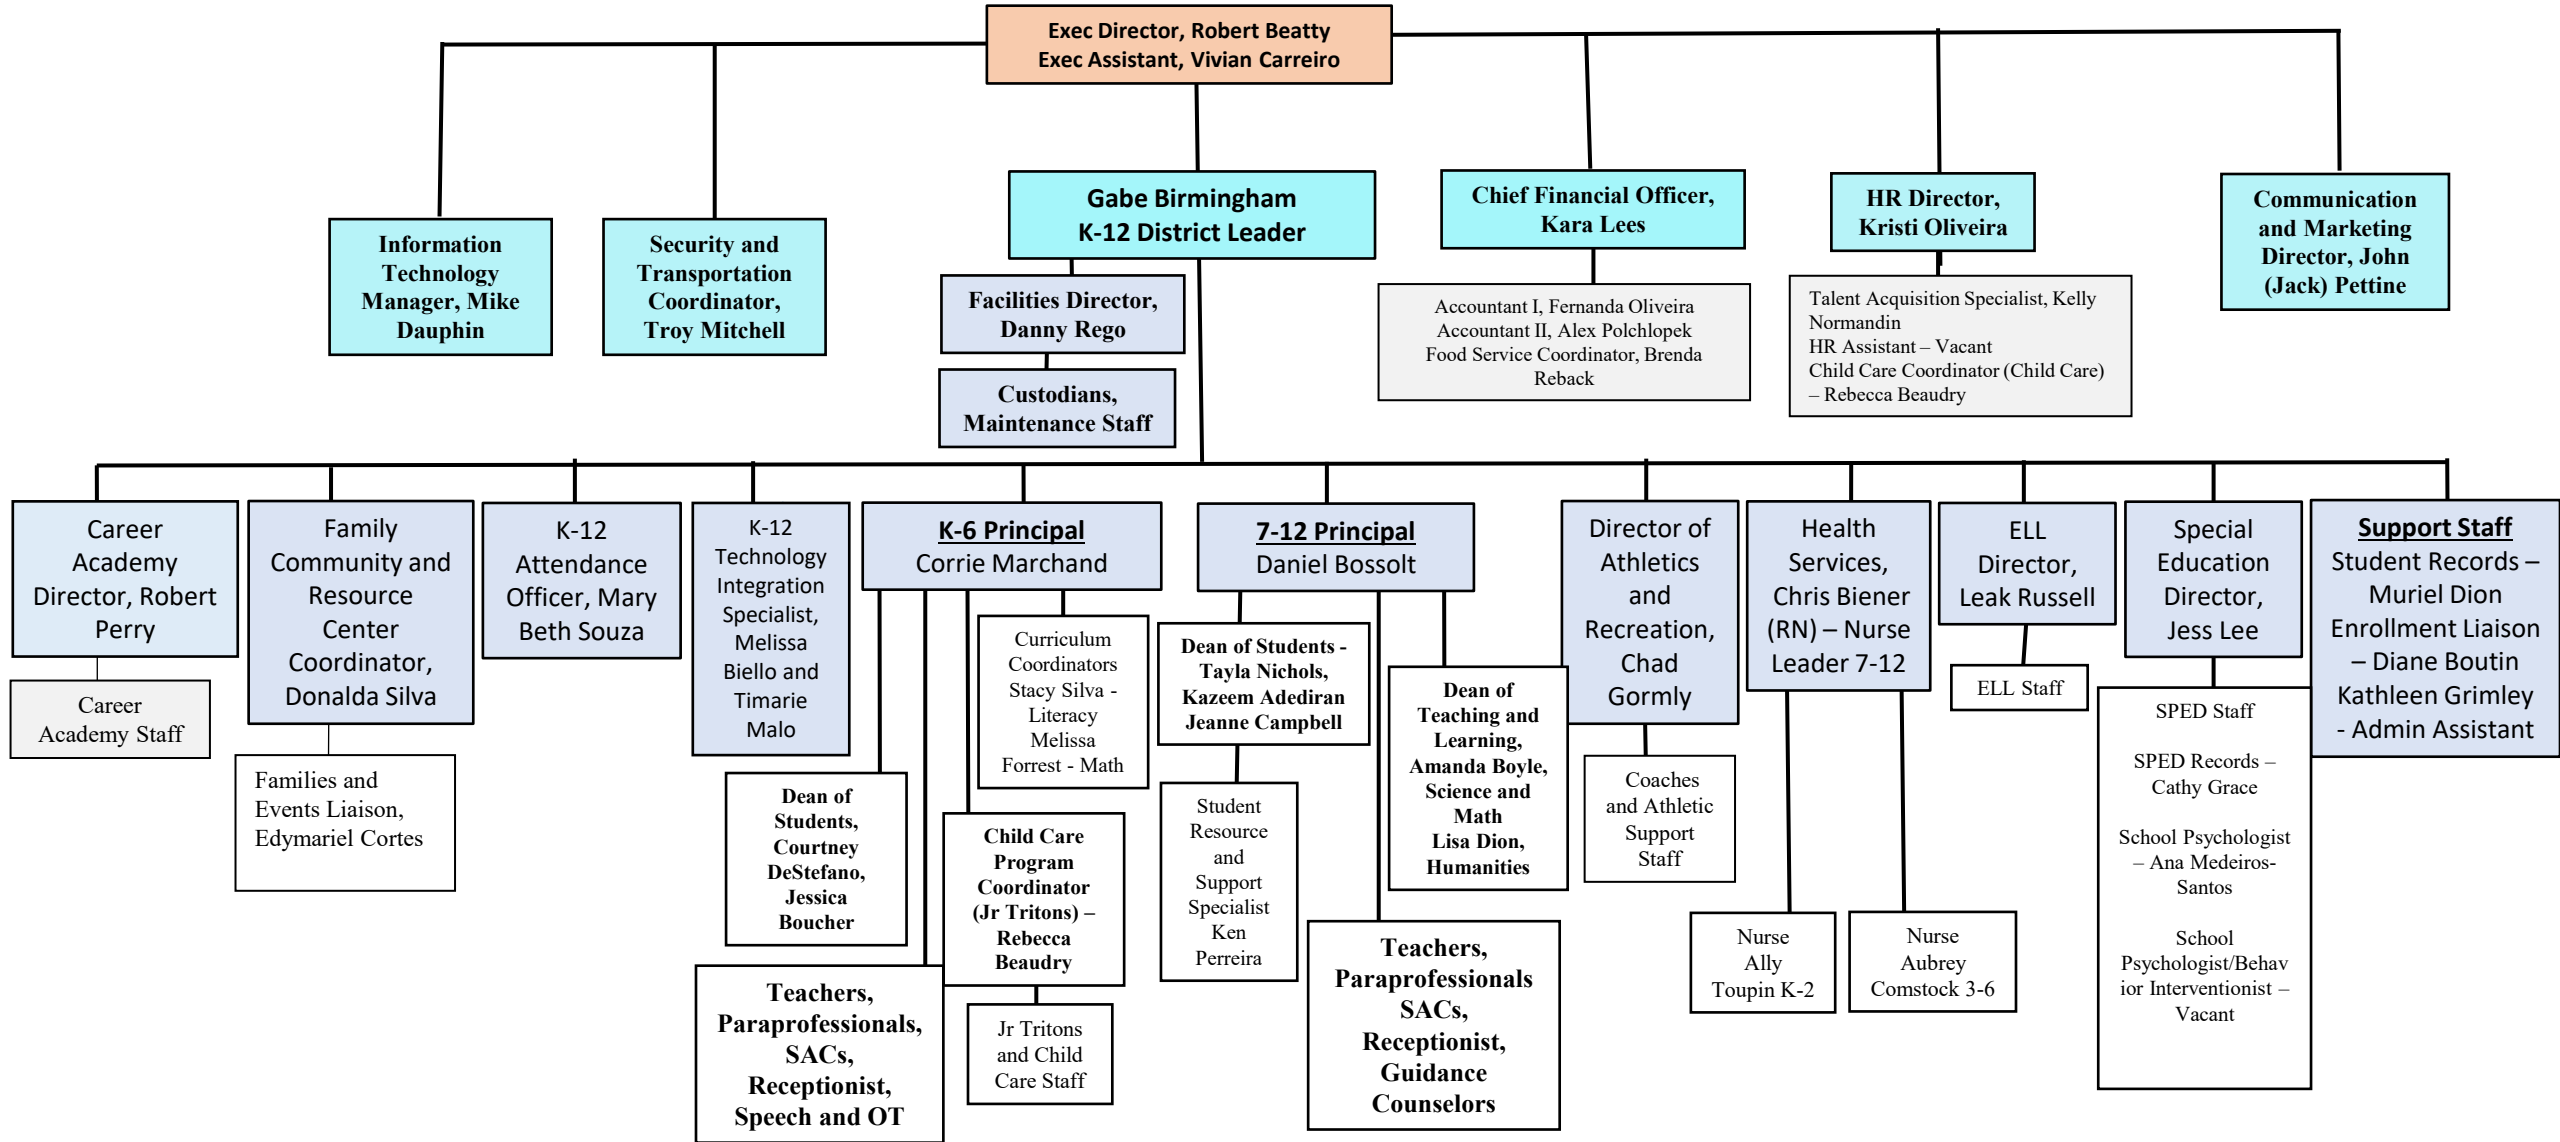 Exec Director, Robert Beatty
Exec Assistant, Vivian Carreiro
Information
Technology
Manager, Mike
Dauphin
Security and
Transportation
Coordinator,
Troy Mitchell
Gabe Birmingham
K-12 District Leader
Chief Financial Officer,
Kara Lees
HR Director,
Kristi Oliveira
Communication
and Marketing
Director, John
(Jack) Pettine
Facilities Director,
Danny Rego
Custodians,
Maintenance Staff
Accountant I, Fernanda Oliveira
Accountant II, Alex Polchlopek
Food Service Coordinator, Brenda
Reback
Talent Acquisition Specialist, Kelly
Normandin
HR Assistant – Vacant
Child Care Coordinator (Child Care)
– Rebecca Beaudry
Career
Academy
Director, Robert
Perry
Career
Academy Staff
Family
Community and
Resource
Center
Coordinator,
Donalda Silva
Families and
Events Liaison,
Edymariel Cortes
K-12
Attendance
Officer, Mary
Beth Souza
K-12
Technology
Integration
Specialist,
Melissa
Biello and
Timarie
Malo
K-6 Principal
Corrie Marchand
Dean of
Students,
Courtney
DeStefano,
Jessica
Boucher
Teachers,
Paraprofessionals,
SACs,
Receptionist,
Speech and OT
Child Care
Program
Coordinator
(Jr Tritons) –
Rebecca
Beaudry
Jr Tritons
and Child
Care Staff
Curriculum
Coordinators
Stacy Silva -
Literacy
Melissa
Forrest - Math
7-12 Principal
Daniel Bossolt
Dean of Students -
Tayla Nichols,
Kazeem Adediran
Jeanne Campbell
Student
Resource
and
Support
Specialist
Ken
Perreira
Teachers,
Paraprofessionals
SACs,
Receptionist,
Guidance
Counselors
Dean of
Teaching and
Learning,
Amanda Boyle,
Science and
Math
Lisa Dion,
Humanities
Director of
Athletics
and
Recreation,
Chad
Gormly
Coaches
and Athletic
Support
Staff
Health
Services,
Chris Biener
(RN) – Nurse
Leader 7-12
Nurse
Ally
Toupin K-2
Nurse
Aubrey
Comstock 3-6
ELL
Director,
Leak Russell
ELL Staff
Special
Education
Director,
Jess Lee
SPED Staff
SPED Records –
Cathy Grace
School Psychologist
– Ana Medeiros-
Santos
School
Psychologist/Behav
ior Interventionist –
Vacant
Support Staff
Student Records –
Muriel Dion
Enrollment Liaison
– Diane Boutin
Kathleen Grimley
- Admin Assistant